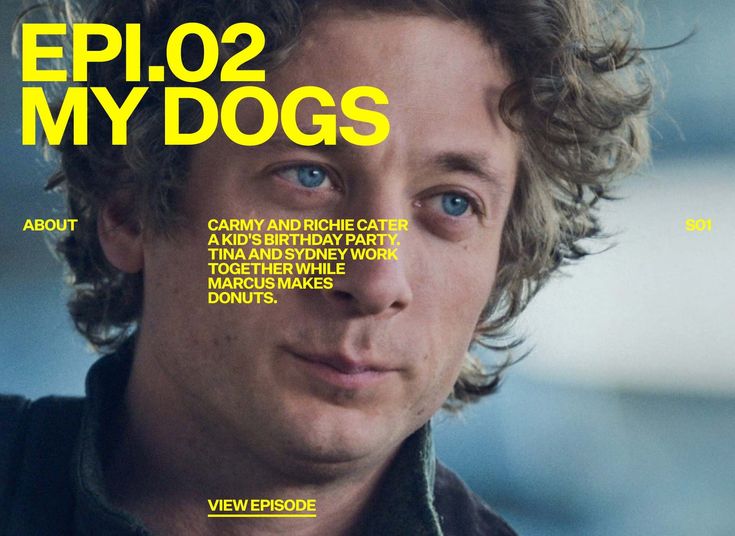 EPI.02
MY DOGS
ABOUT
CARMY AND RICHIE CATER
A KID'S BIRTHDAY PARTY.
TINA AND SYDNEY WORK
TOGETHER WHILE
MARCUS MAKES
DONUTS.
S01
VIEW EPISODE